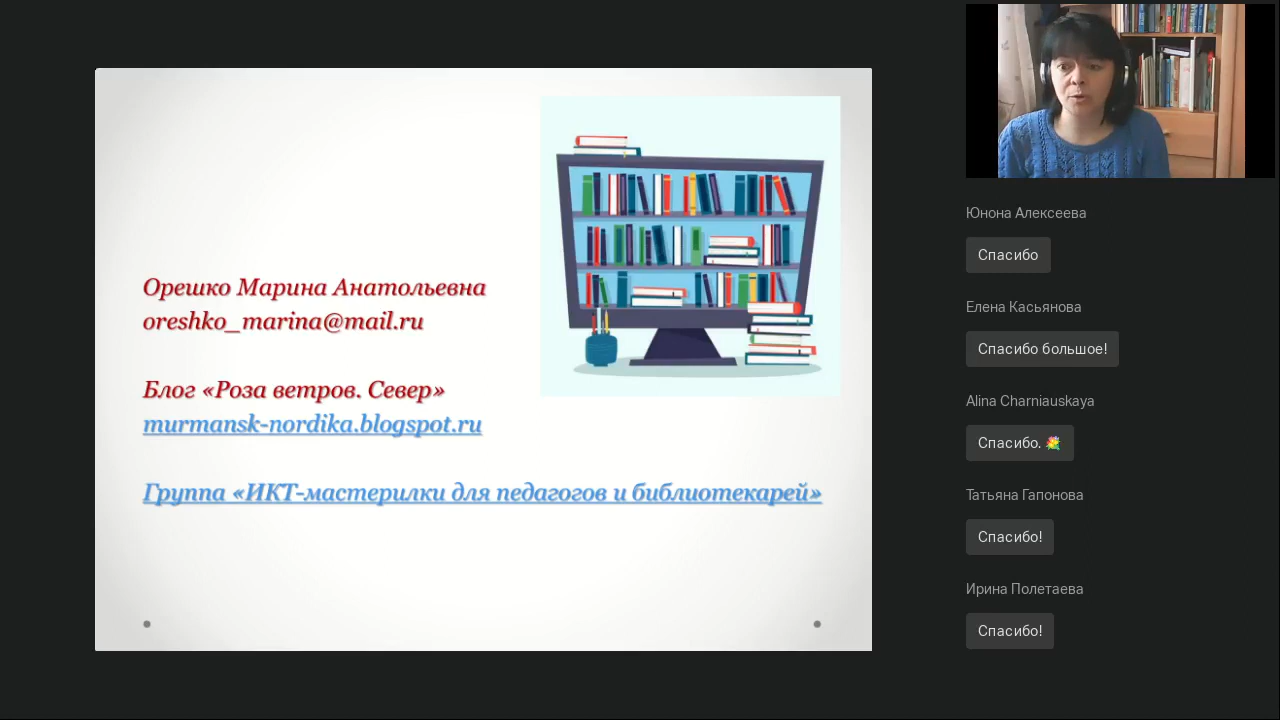 Орешко Марина Анатольевна
oreshko_marina@mail.ru
Блог «Роза ветров. Север»
murmansk-nordika.blogspot.ru
Группа «ИКТ-мастерилки для педагогов и библиотекарей»
Юнона Алексеева
Спасибо
Елена Касьянова
Спасибо большое!
Alina Charniauskaya
Спасибо. 💐
Татьяна Гапонова
Спасибо!
Ирина Полетаева
Спасибо!